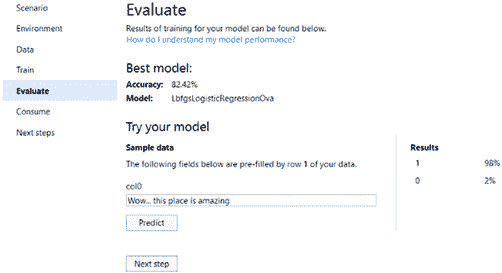 Scenario
Environment
Data
Train
Evaluate
Consume
Next steps
Evaluate
Results of training for your model can be found below.
How do I understand my model performance?
Best model:
Accuracy: 82.42%
Model: LbfgsLogisticRegressionOva
Try your model
Sample data
The following fields below are pre-filled by row 1 of your data.
col0
Wow... this place is amazing
Predict
Next step
Results
1 98%
0 2%